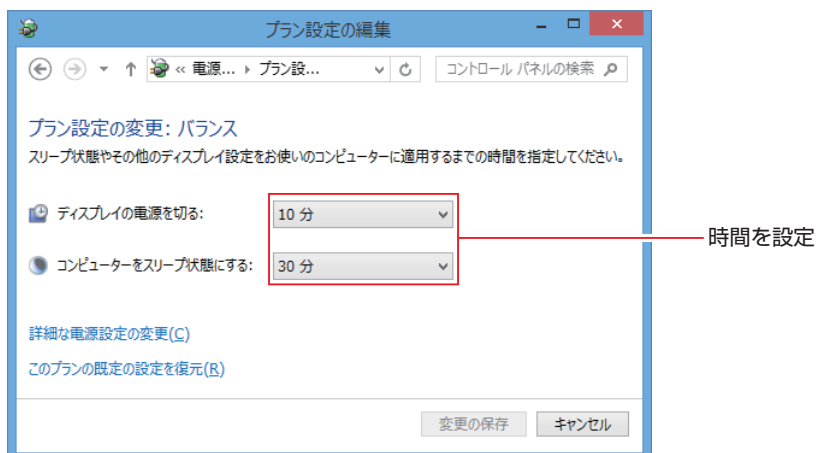 プラン設定の編集
« 電源... › プラン設...
コントロール パネルの検索
プラン設定の変更: バランス
スリープ状態やその他のディスプレイ設定をお使いのコンピューターに適用するまでの時間を指定してください。
ディスプレイの電源を切る: 10 分
時間を設定
コンピューターをスリープ状態にする: 30 分
詳細な電源設定の変更(C)
このプランの既定の設定を復元(R)
変更の保存 キャンセル